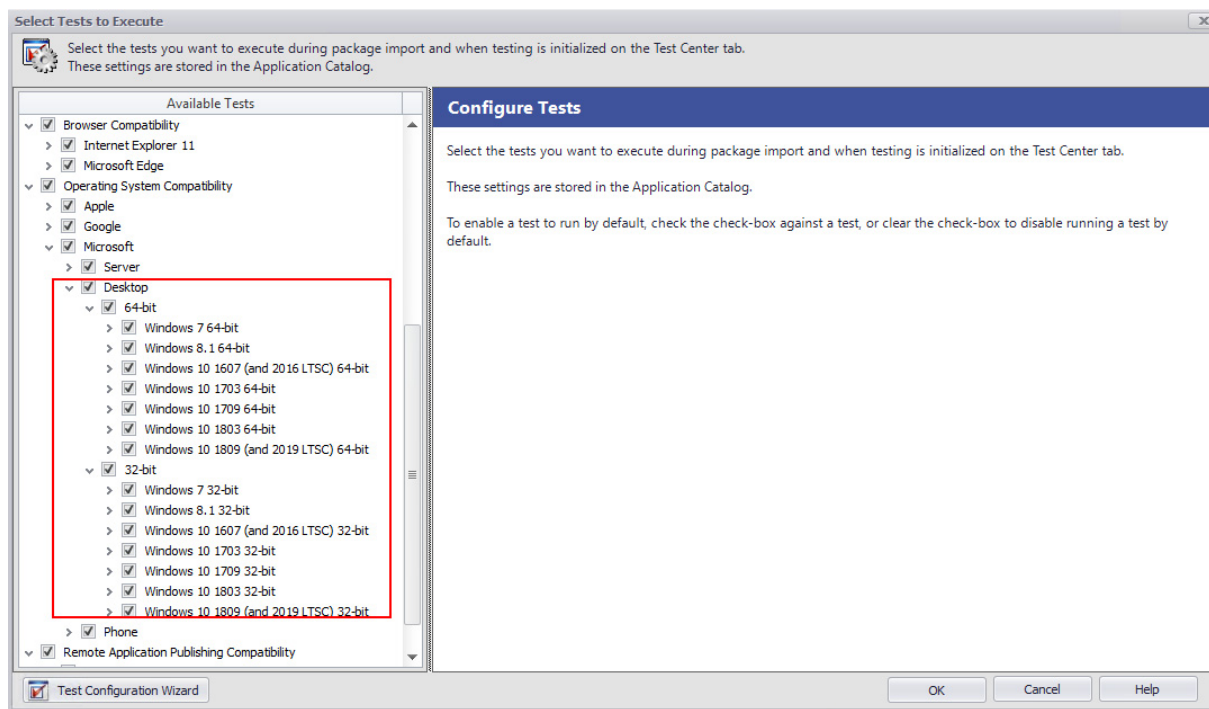 Select Tests to Execute
Select the tests you want to execute during package import and when testing is initialized on the Test Center tab.
These settings are stored in the Application Catalog.
Available Tests
Browser Compatibility
Internet Explorer 11
Microsoft Edge
Operating System Compatibility
Apple
Google
Microsoft
Server
Desktop
64-bit
Windows 7 64-bit
Windows 8.1 64-bit
Windows 10 1607 (and 2016 LTSC) 64-bit
Windows 10 1703 64-bit
Windows 10 1709 64-bit
Windows 10 1803 64-bit
Windows 10 1809 (and 2019 LTSC) 64-bit
32-bit
Windows 7 32-bit
Windows 8.1 32-bit
Windows 10 1607 (and 2016 LTSC) 32-bit
Windows 10 1703 32-bit
Windows 10 1709 32-bit
Windows 10 1803 32-bit
Windows 10 1809 (and 2019 LTSC) 32-bit
Phone
Remote Application Publishing Compatibility
Configure Tests
Select the tests you want to execute during package import and when testing is initialized on the Test Center tab.
These settings are stored in the Application Catalog.
To enable a test to run by default, check the check-box against a test, or clear the check-box to disable running a test by
default.
Test Configuration Wizard
OK
Cancel
Help